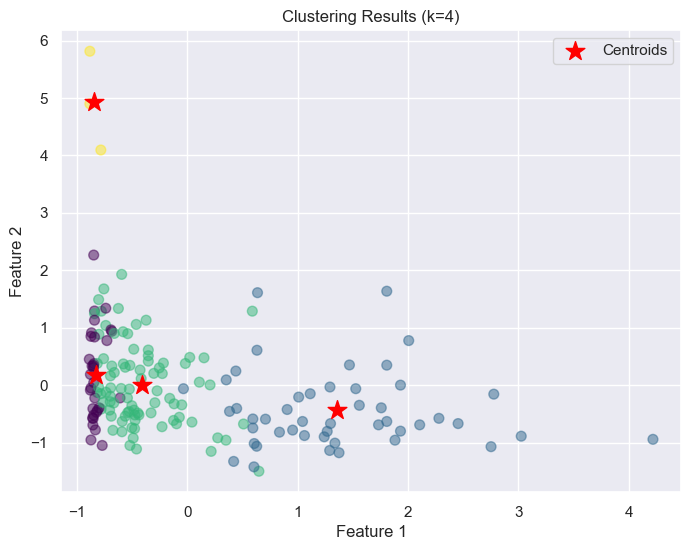 Clustering Results (k=4)
Centroids
6
5
4
3
2
1
0
−1
Feature 2
−1 0 1 2 3 4
Feature 1